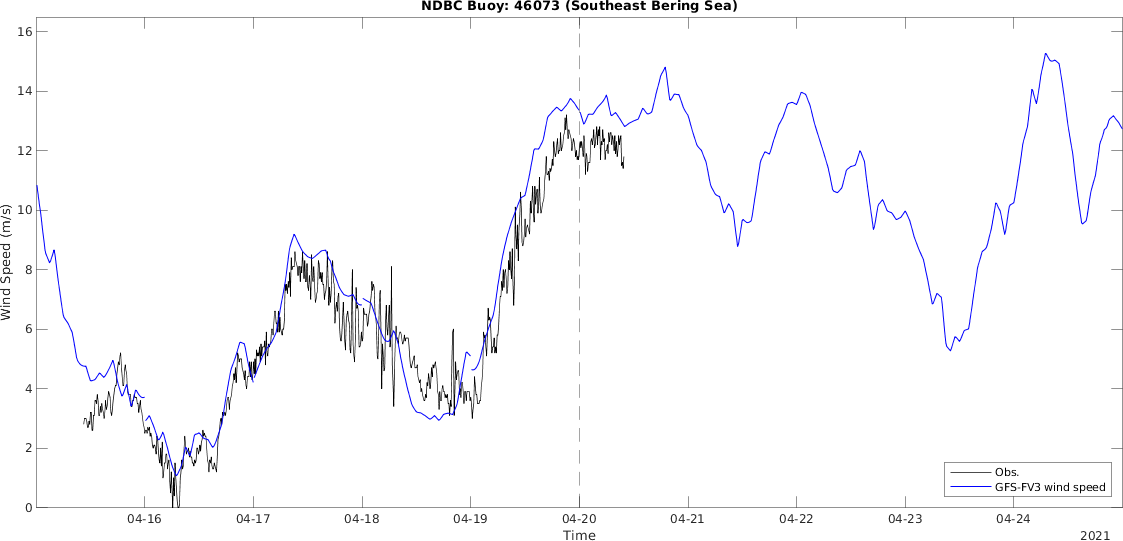 NDBC Buoy: 46073 (Southeast Bering Sea)
16
14
12
10
8
6
4
2
0
Wind Speed (m/s)
Obs.
GFS-FV3 wind speed
04-16 04-17 04-18 04-19 04-20 04-21 04-22 04-23 04-24
Time
2021